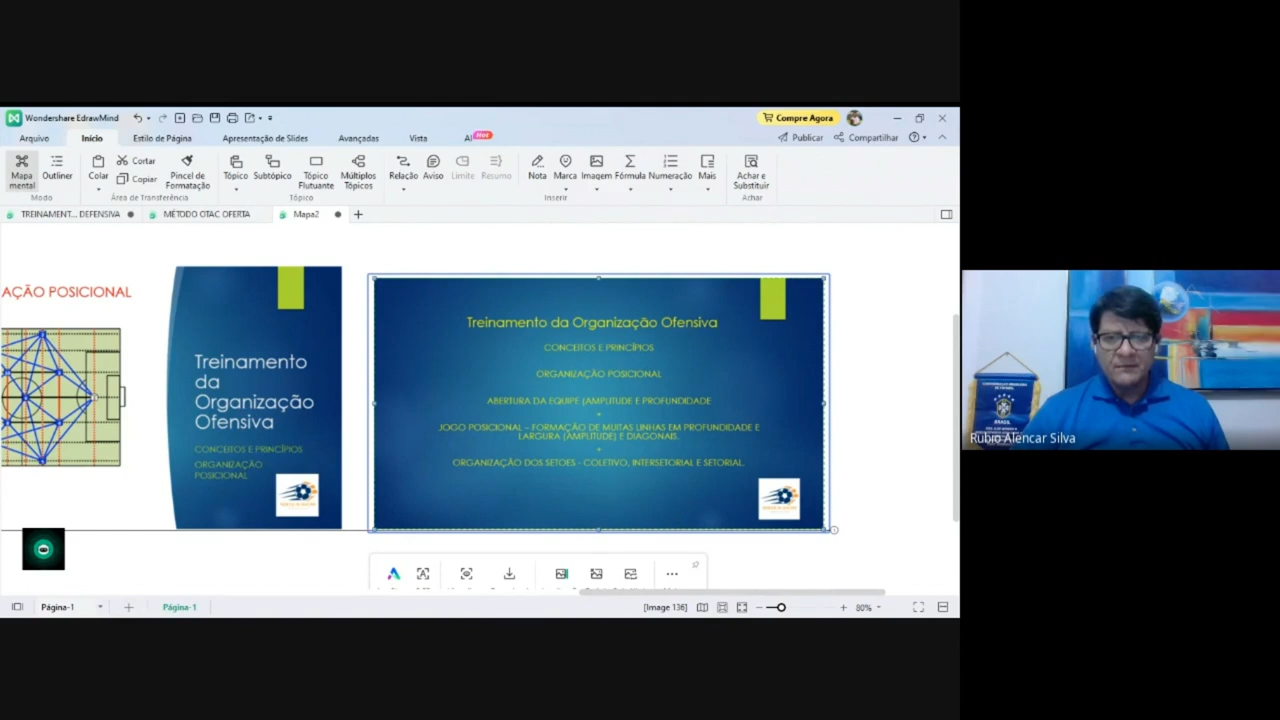 Wondershare EdrawMind
Compre Agora
Arquivo
Início
Estilo de Página
Apresentação de Slides
Avançadas
Vista
AI
Hot
Publicar
Compartilhar
Mapa mental
Outliner
Modo
Colar
Cortar
Copiar
Pincel de Formatação
Área de Transferência
Tópico
Subtópico
Tópico Flutuante
Múltiplos Tópicos
Tópico
Relação
Aviso
Limite
Resumo
Nota
Marca
Imagem
Fórmula
Numeração
Mais
Inserir
Achar e Substituir
Achar
TREINAMENT... DEFENSIVA
MÉTODO OTAC OFERTA
Mapa2
AÇÃO POSICIONAL
Treinamento
da
Organização
Ofensiva
CONCEITOS E PRINCÍPIOS
ORGANIZAÇÃO
POSICIONAL
Treinamento da Organização Ofensiva
CONCEITOS E PRINCÍPIOS
ORGANIZAÇÃO POSICIONAL
ABERTURA DA EQUIPE (AMPLITUDE E PROFUNDIDADE
+
JOGO POSICIONAL – FORMAÇÃO DE MUITAS LINHAS EM PROFUNDIDADE E
LARGURA (AMPLITUDE) E DIAGONAIS.
+
ORGANIZAÇÃO DOS SETOES - COLETIVO, INTERSETORIAL E SETORIAL.
Página-1
Página-1
[Image 136]
80%
BRASIL
Rubio Alencar Silva